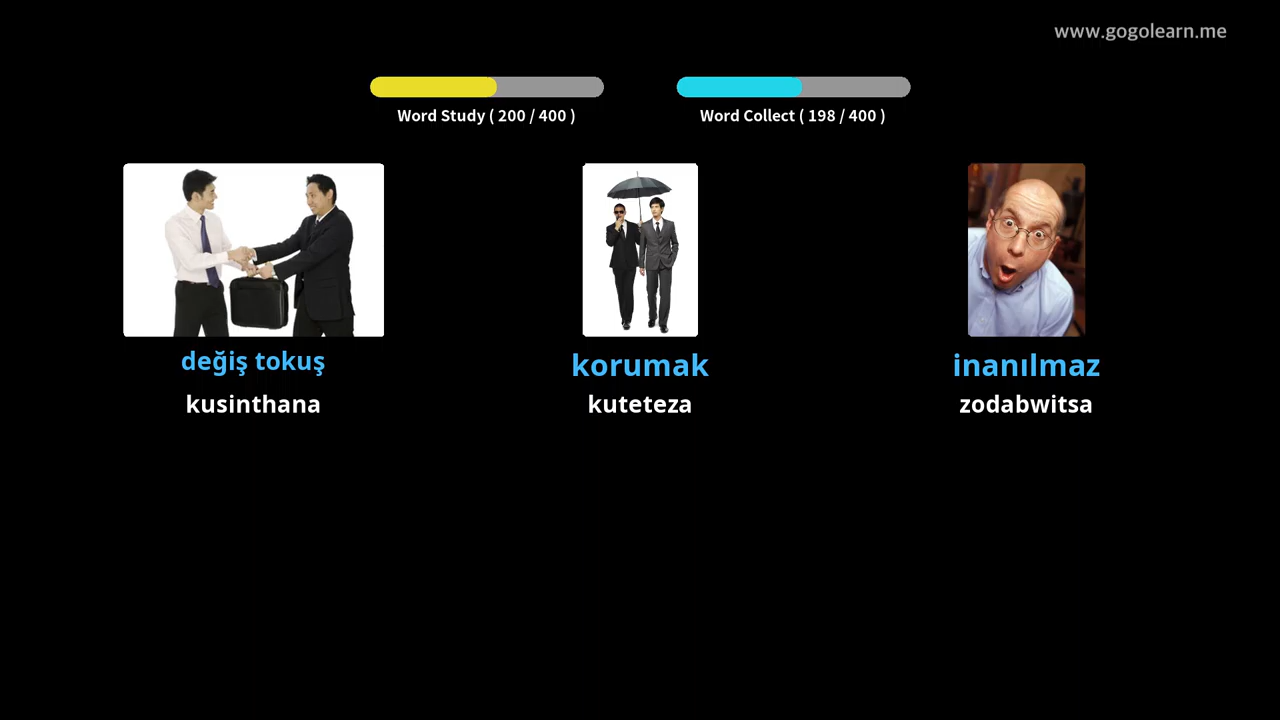 www.gogolearn.me
Word Study ( 200 / 400 )
Word Collect ( 198 / 400 )
değiş tokuş
kusinthana
korumak
kuteteza
inanılmaz
zodabwitsa